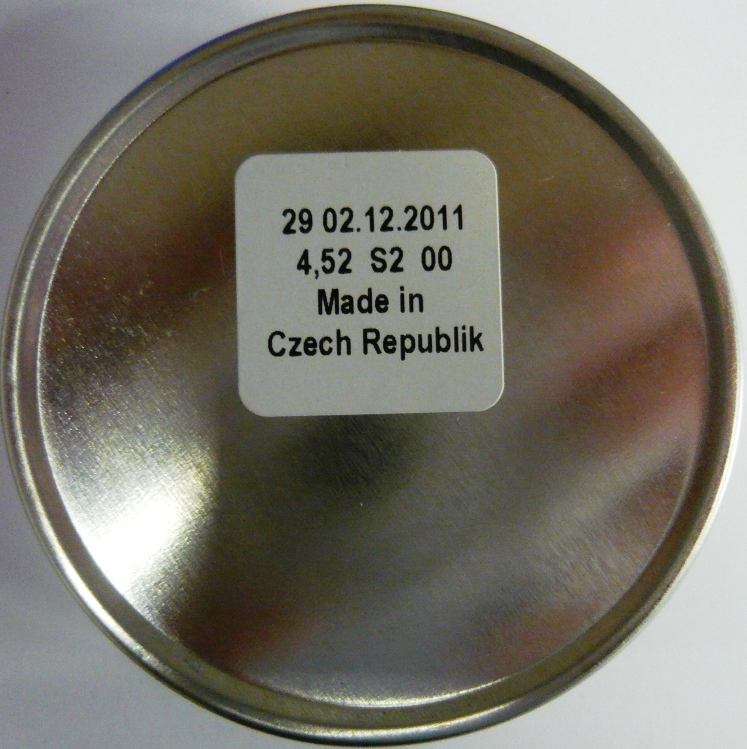 29 02.12.2011
4,52 S2 00
Made in
Czech Republik